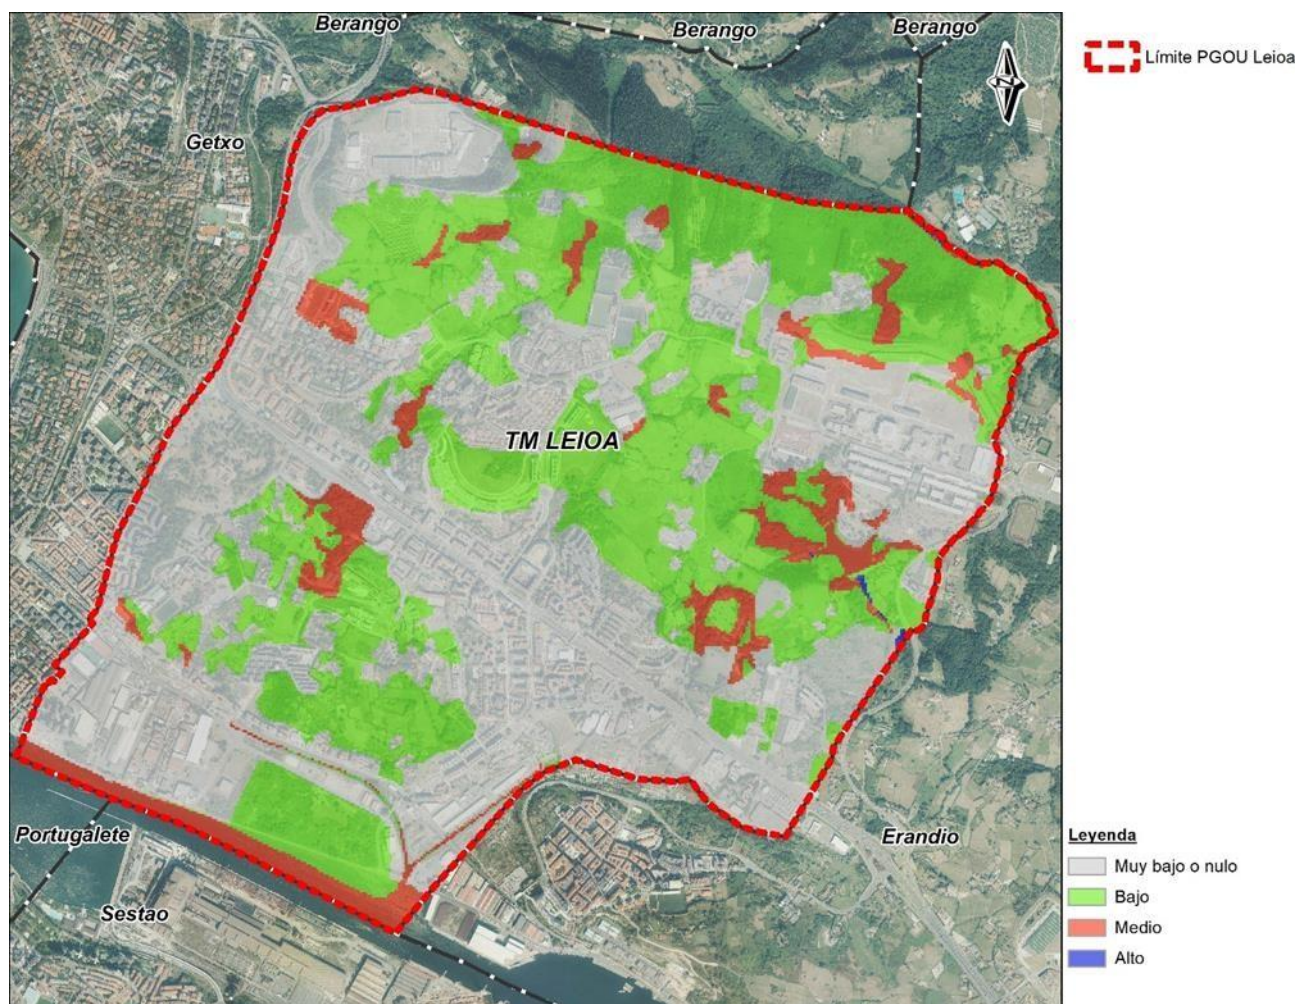 Berango
Berango
Berango
Límite PGOU Leioa
N
Getxo
TM LEIOA
Portugalete
Erandio
Sestao
Leyenda
Muy bajo o nulo
Bajo
Medio
Alto